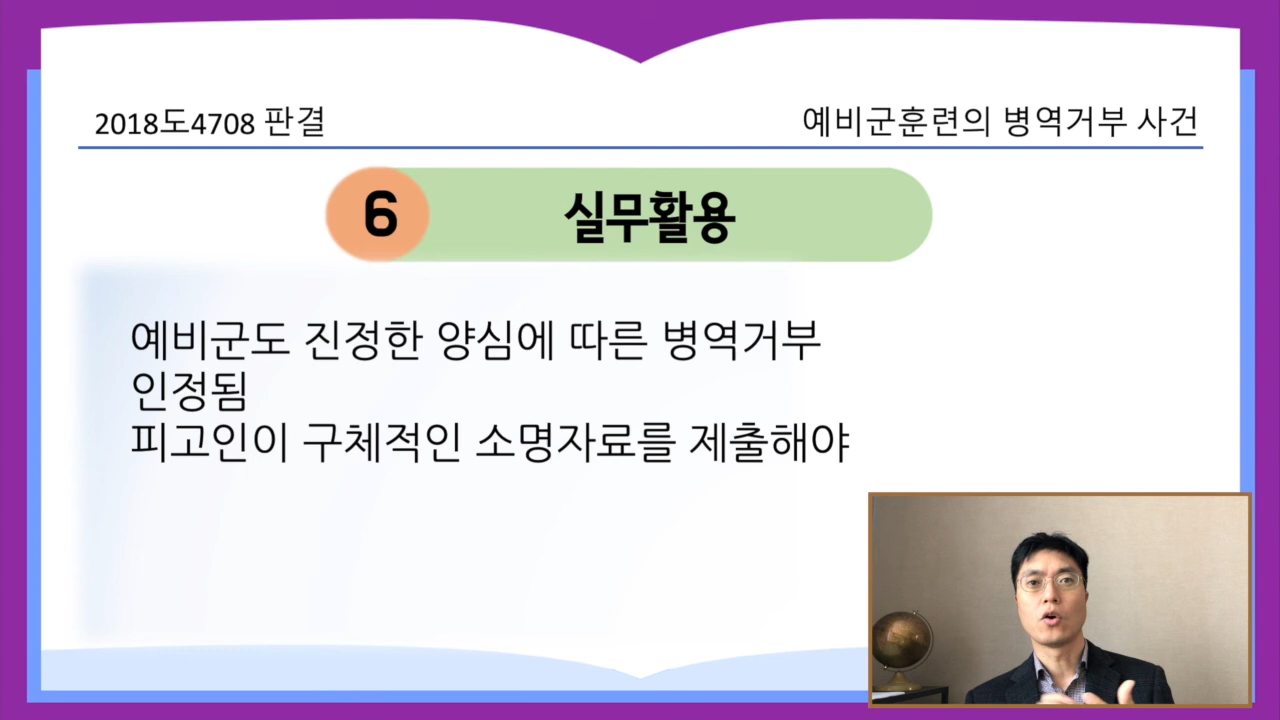 2018도4708 판결
예비군훈련의 병역거부 사건
6
실무활용
예비군도 진정한 양심에 따른 병역거부
인정됨
피고인이 구체적인 소명자료를 제출해야